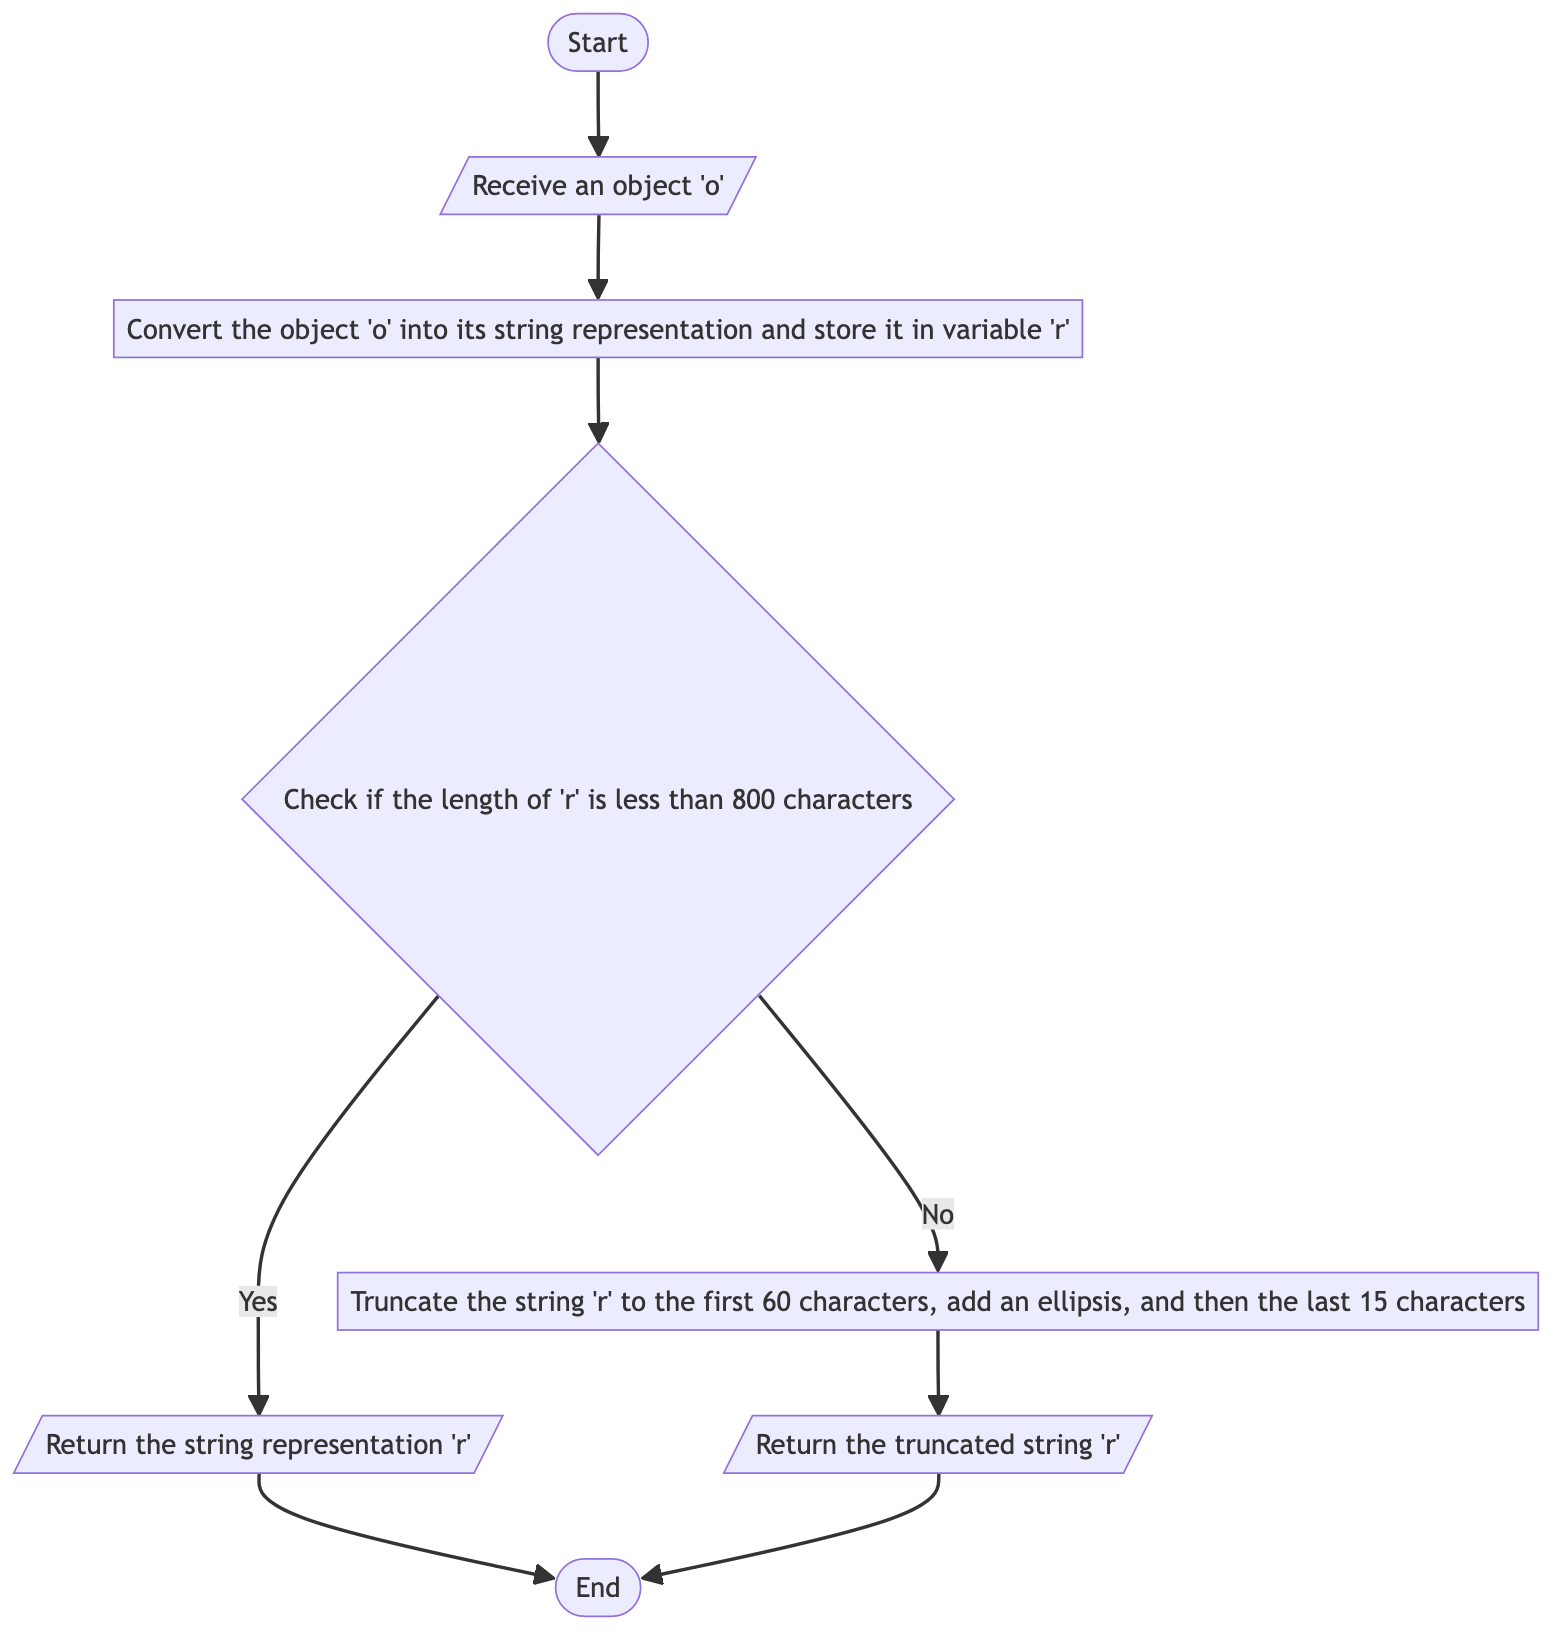 Start
Receive an object 'o'
Convert the object 'o' into its string representation and store it in variable 'r'
Check if the length of 'r' is less than 800 characters
No
Yes
Truncate the string 'r' to the first 60 characters, add an ellipsis, and then the last 15 characters
Return the string representation 'r'
Return the truncated string 'r'
End